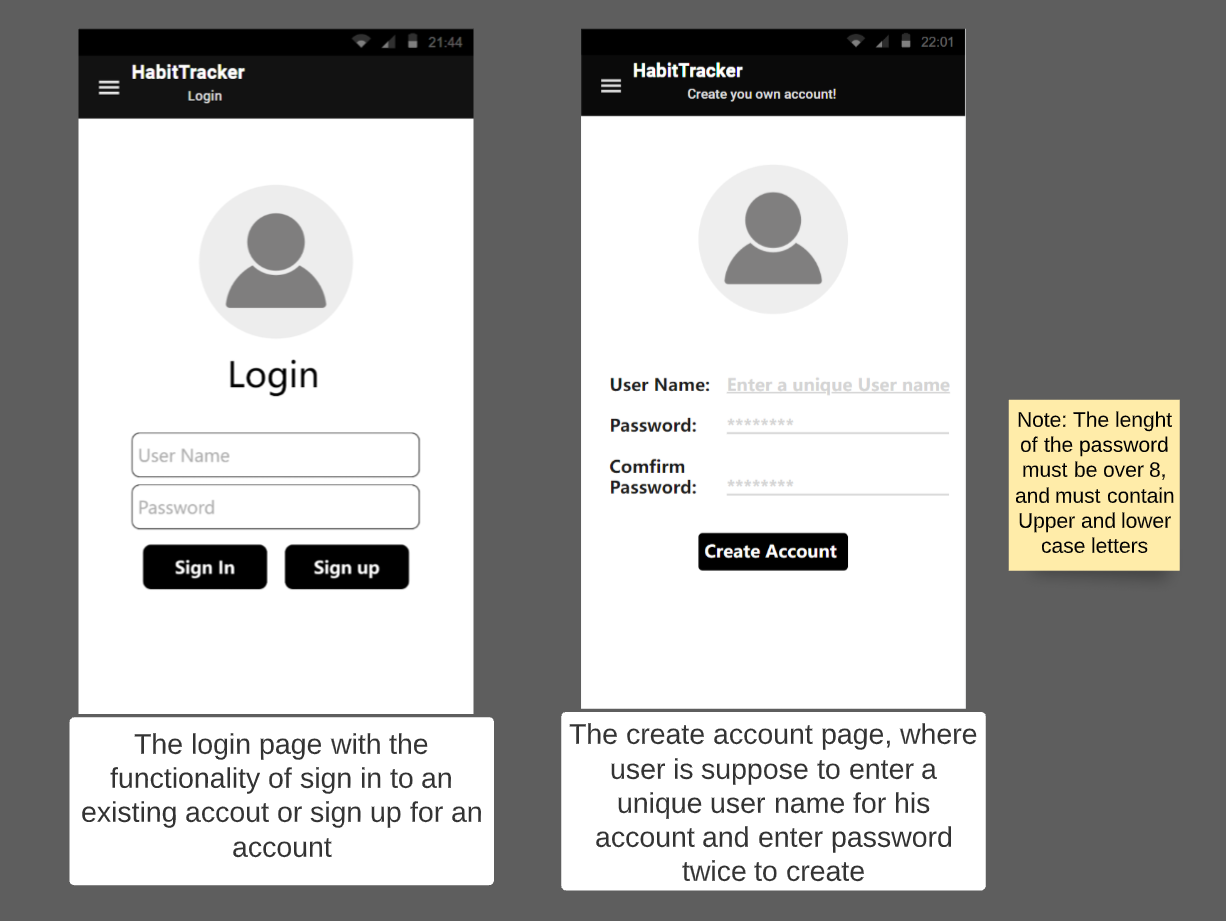 21:44
HabitTracker
Login
Login
User Name
Password
Sign In Sign up
The login page with the
functionality of sign in to an
existing accout or sign up for an
account
22:01
HabitTracker
Create you own account!
User Name: Enter a unique User name
Password: ********
Comfirm
Password: ********
Create Account
The create account page, where
user is suppose to enter a
unique user name for his
account and enter password
twice to create
Note: The lenght
of the password
must be over 8,
and must contain
Upper and lower
case letters